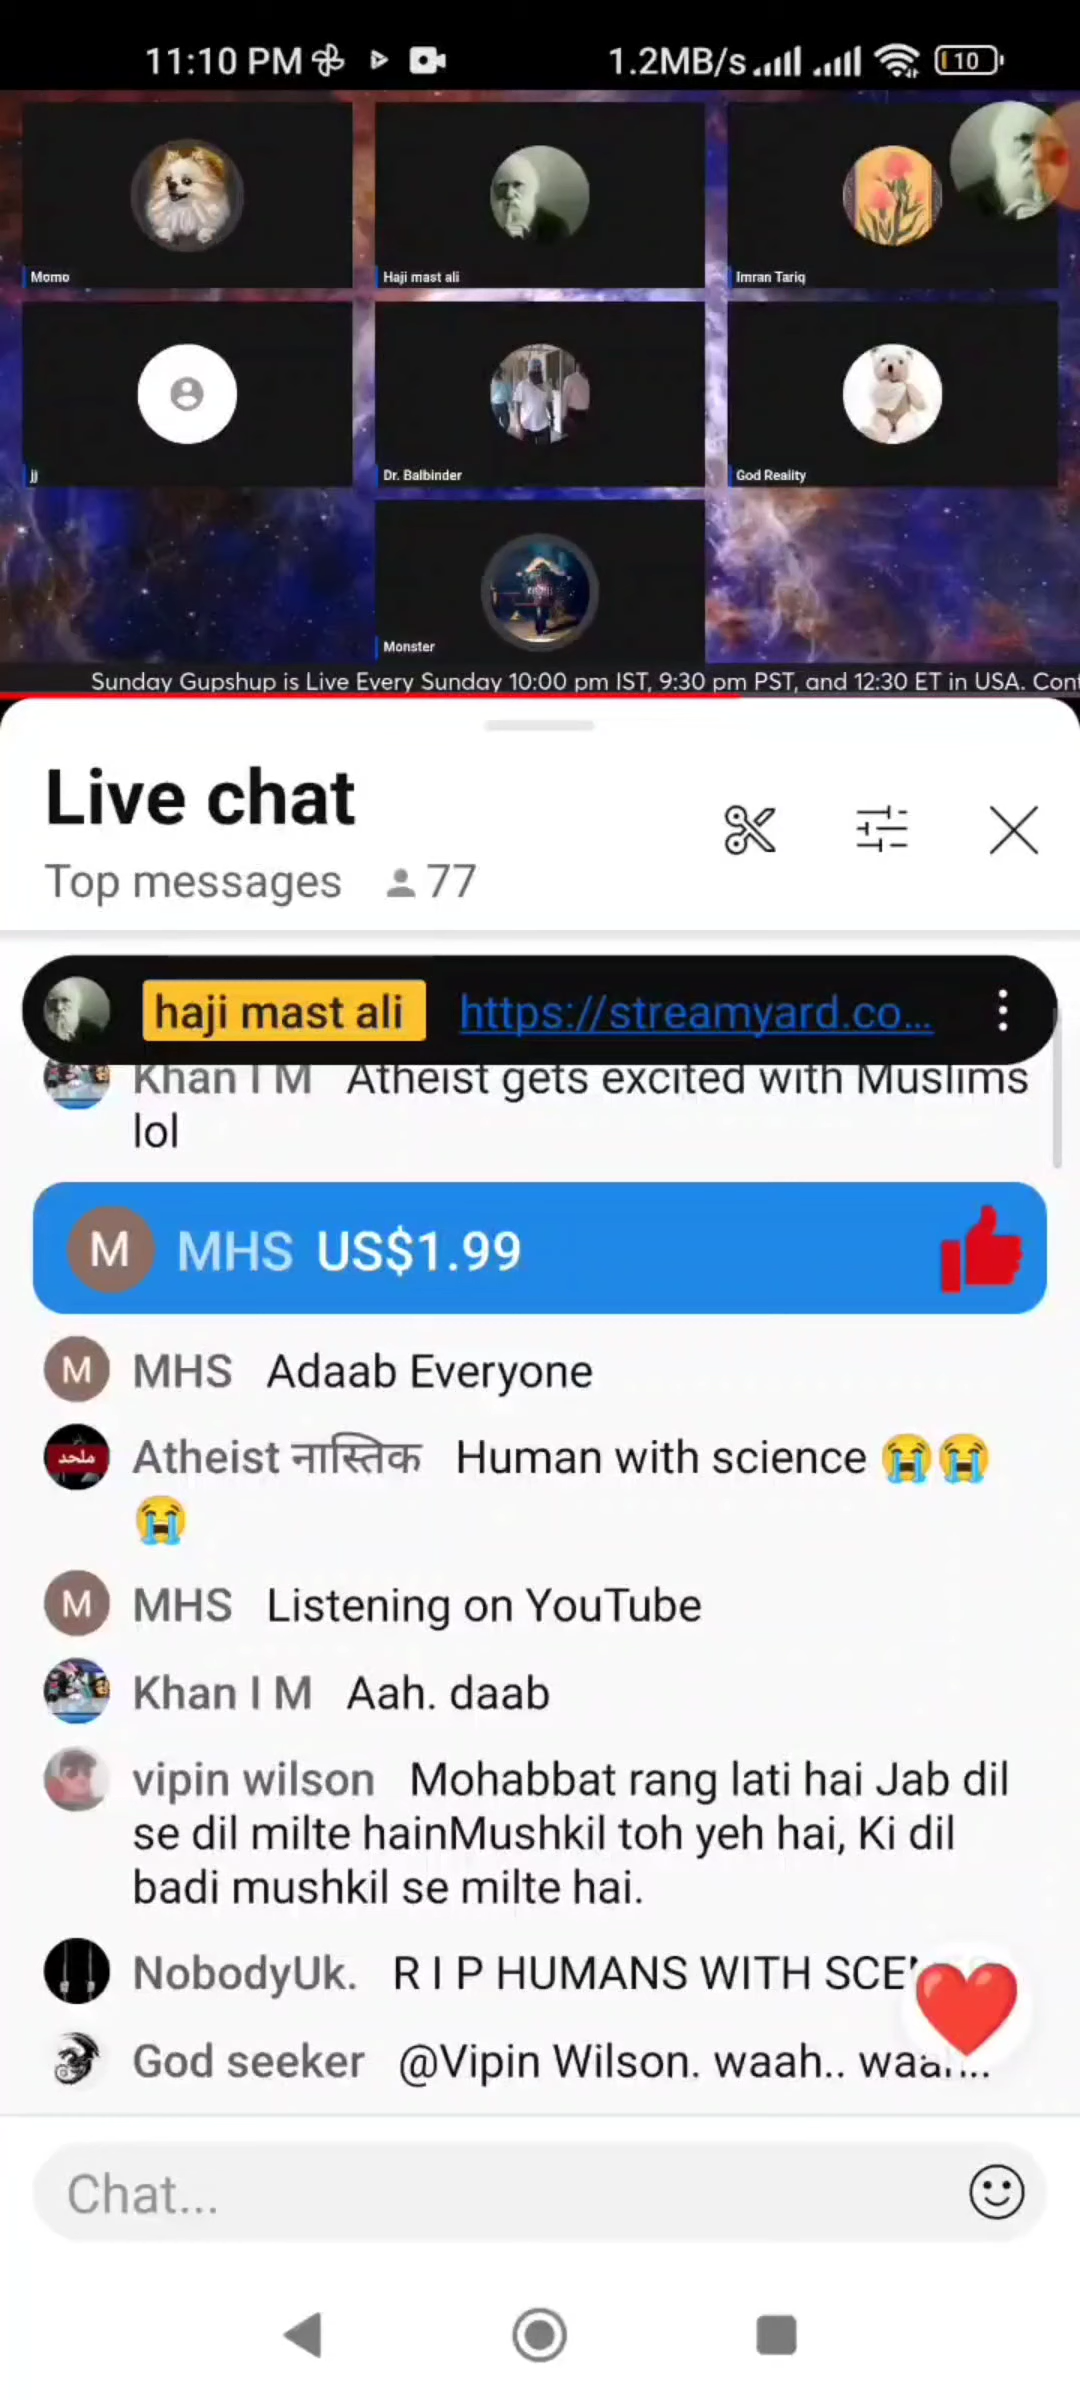 11:10 PM 1.2MB/s 10
Momo
Haji mast ali
Imran Tariq
jj
Dr. Balbinder
God Reality
Monster
Sunday Gupshup is Live Every Sunday 10:00 pm IST, 9:30 pm PST, and 12:30 ET in USA. Cont
Live chat
Top messages 77
haji mast ali https://streamyard.co...
Khan I M Atheist gets excited with Muslims
lol
M MHS US$1.99
M MHS Adaab Everyone
ملحد Atheist नास्तिक Human with science 😭😭
😭
M MHS Listening on YouTube
Khan I M Aah. daab
vipin wilson Mohabbat rang lati hai Jab dil
se dil milte hainMushkil toh yeh hai, Ki dil
badi mushkil se milte hai.
NobodyUk. R I P HUMANS WITH
God seeker @Vipin Wilson. waah..
Chat...